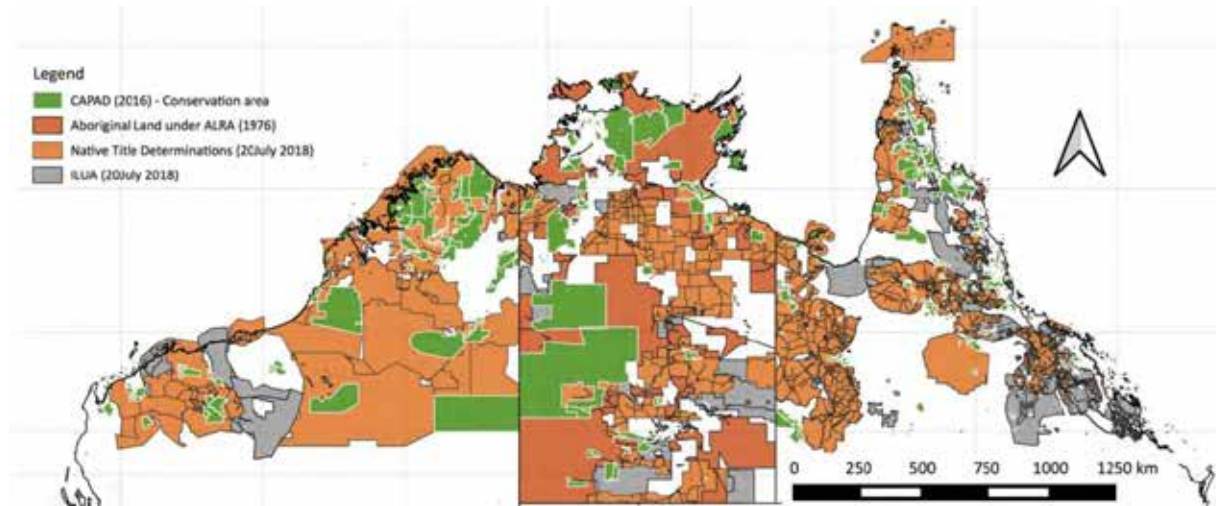 Legend
CAPAD (2016) - Conservation area
Aboriginal Land under ALRA (1976)
Native Title Determinations (20July 2018)
ILUA (20July 2018)
0 250 500 750 1000 1250 km